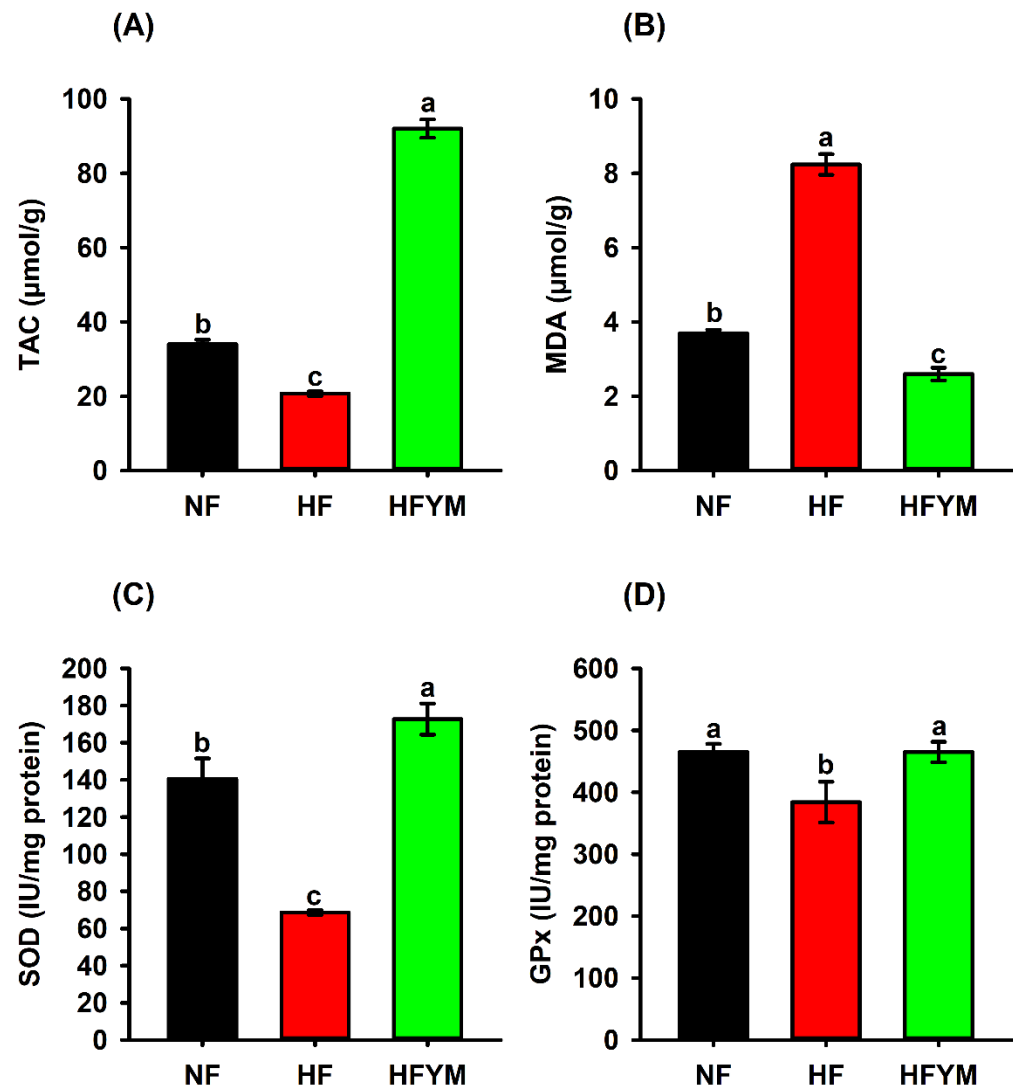 (A)
TAC (µmol/g)
100
80
60
40
20
0
b
c
a
NF HF HFYM
(B)
MDA (µmol/g)
10
8
6
4
2
0
b
a
c
NF HF HFYM
(C)
SOD (IU/mg protein)
200
180
160
140
120
100
80
60
40
20
0
b
c
a
NF HF HFYM
(D)
GPx (IU/mg protein)
600
500
400
300
200
100
0
a
b
a
NF HF HFYM